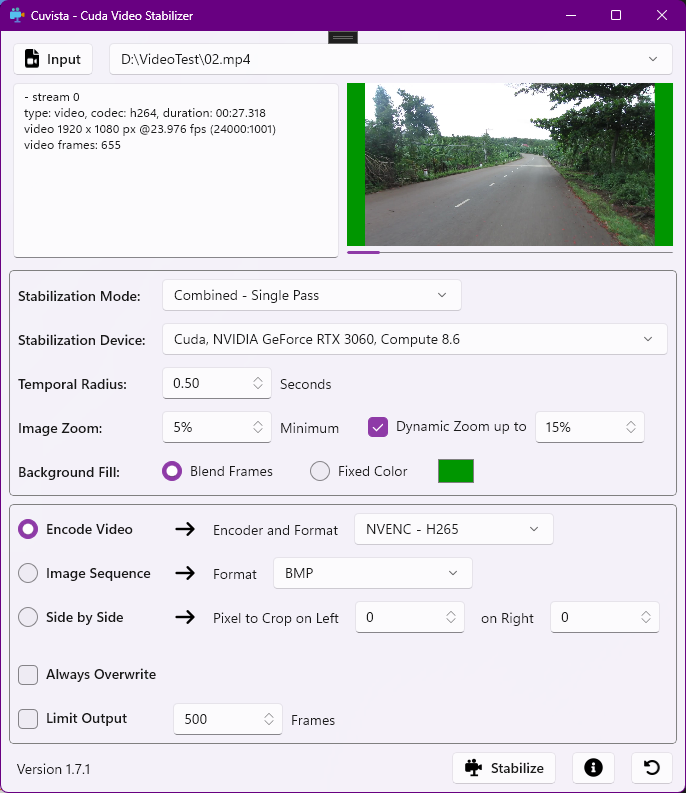 Cuvista - Cuda Video Stabilizer
Input
D:\VideoTest\02.mp4
- stream 0
type: video, codec: h264, duration: 00:27.318
video 1920 x 1080 px @23.976 fps (24000:1001)
video frames: 655
Stabilization Mode: Combined - Single Pass
Stabilization Device: Cuda, NVIDIA GeForce RTX 3060, Compute 8.6
Temporal Radius: 0.50 Seconds
Image Zoom: 5% Minimum Dynamic Zoom up to 15%
Background Fill: Blend Frames Fixed Color
Encode Video Encoder and Format NVENC - H265
Image Sequence Format BMP
Side by Side Pixel to Crop on Left 0 on Right 0
Always Overwrite
Limit Output 500 Frames
Version 1.7.1 Stabilize